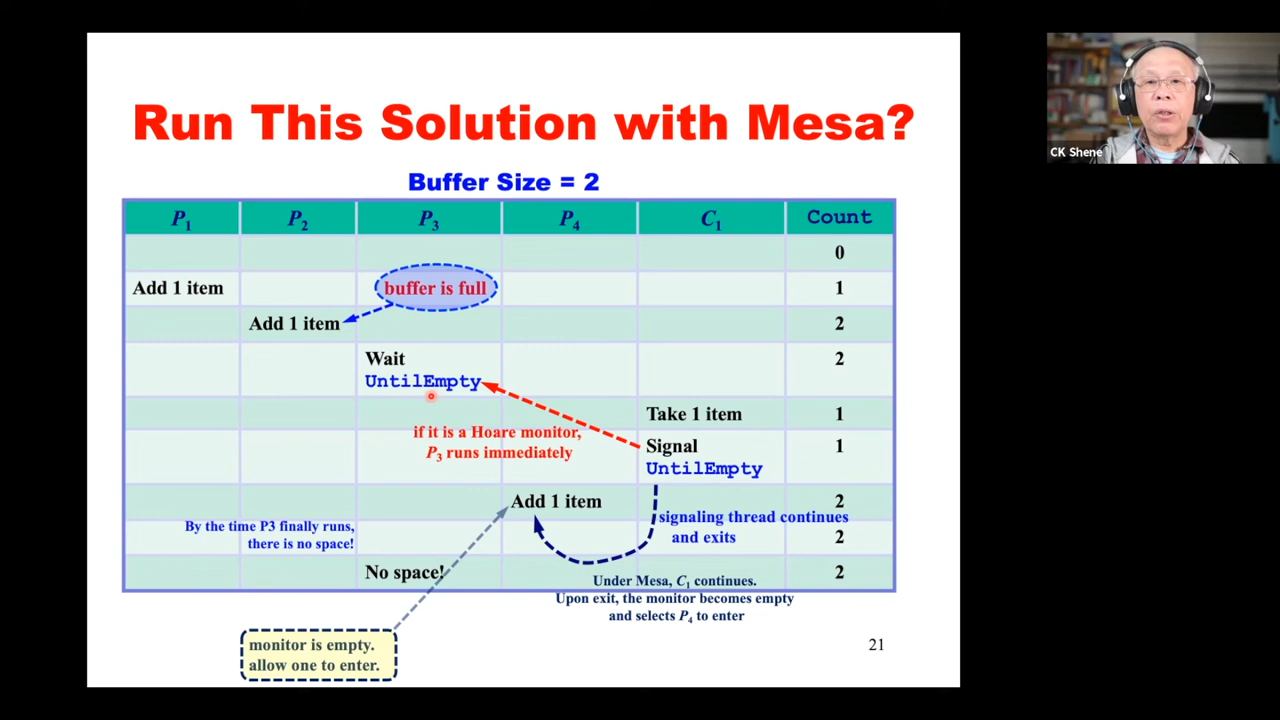 Run This Solution with Mesa?
Buffer Size = 2
P1 P2 P3 P4 C1 Count
0
Add 1 item buffer is full 1
Add 1 item 2
Wait 2
UntilEmpty
Take 1 item 1
if it is a Hoare monitor,
P3 runs immediately
Signal 1
UntilEmpty
Add 1 item 2
signaling thread continues
and exits
By the time P3 finally runs,
there is no space!
2
No space! 2
Under Mesa, C1 continues.
Upon exit, the monitor becomes empty
and selects P4 to enter
monitor is empty.
allow one to enter.
21
CK Shene